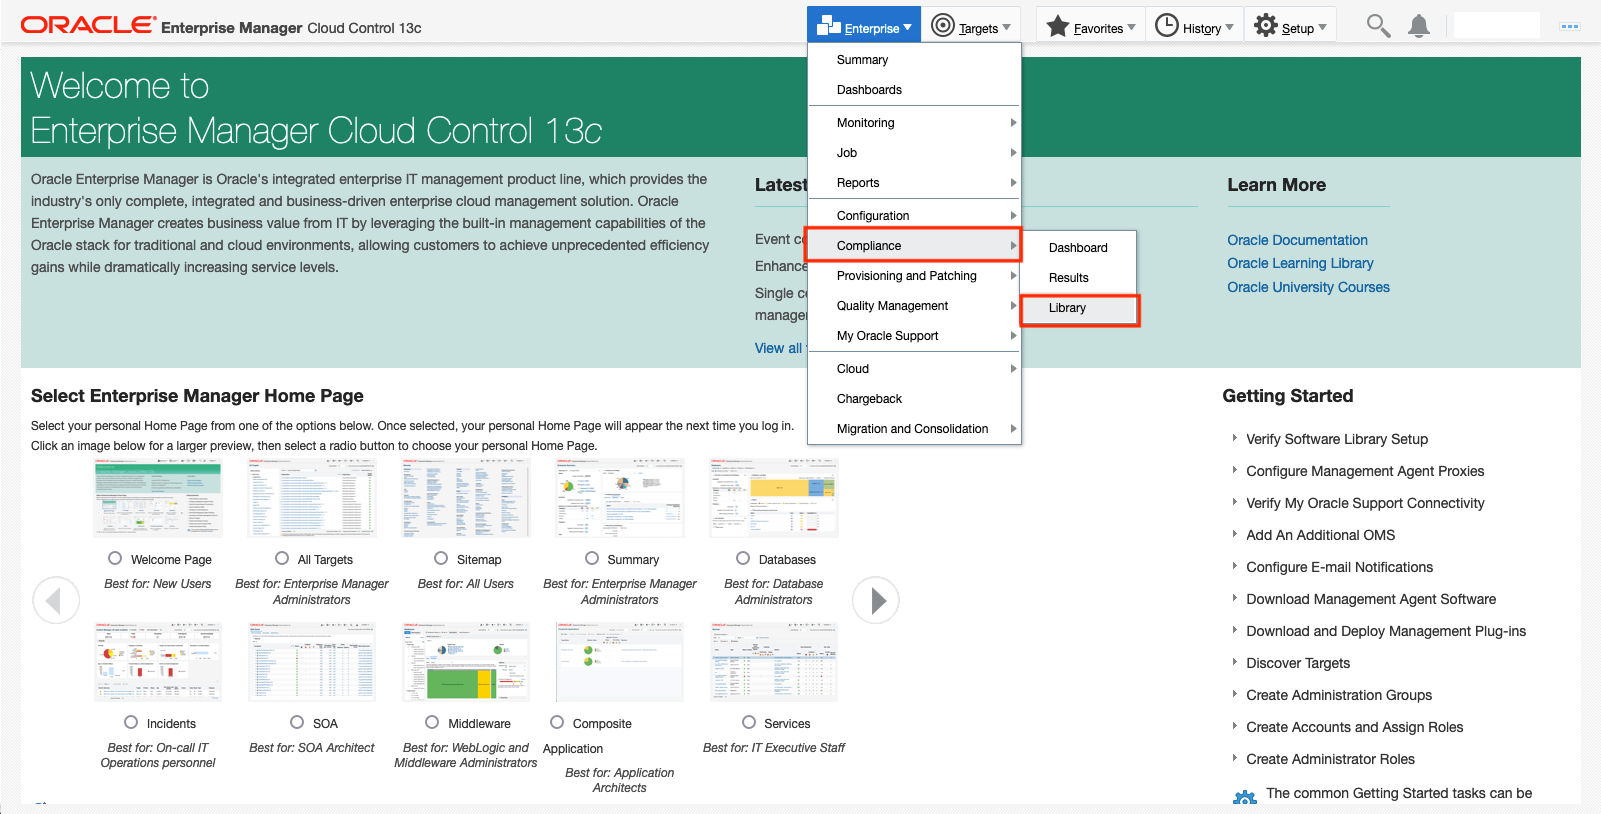 ORACLE Enterprise Manager Cloud Control 13c
Enterprise
Targets
Favorites
History
Setup
Welcome to
Enterprise Manager Cloud Control 13c
Oracle Enterprise Manager is Oracle's integrated enterprise IT management product line, which provides the
industry's only complete, integrated and business-driven enterprise cloud management solution. Oracle
Enterprise Manager creates business value from IT by leveraging the built-in management capabilities of the
Oracle stack for traditional and cloud environments, allowing customers to achieve unprecedented efficiency
gains while dramatically increasing service levels.
Latest
Event co
Enhance
Single co
manager
View all
Summary
Dashboards
Monitoring
Job
Reports
Configuration
Compliance
Provisioning and Patching
Quality Management
My Oracle Support
Cloud
Chargeback
Migration and Consolidation
Dashboard
Results
Library
Learn More
Oracle Documentation
Oracle Learning Library
Oracle University Courses
Select Enterprise Manager Home Page
Select your personal Home Page from one of the options below. Once selected, your personal Home Page will appear the next time you log in.
Click an image below for a larger preview, then select a radio button to choose your personal Home Page.
Welcome Page
Best for: New Users
All Targets
Best for: Enterprise Manager
Administrators
Sitemap
Best for: All Users
Summary
Best for: Enterprise Manager
Administrators
Databases
Best for: Database
Administrators
Incidents
Best for: On-call IT
Operations personnel
SOA
Best for: SOA Architect
Middleware
Best for: WebLogic and
Middleware Administrators
Composite
Application
Best for: Application
Architects
Services
Best for: IT Executive Staff
Getting Started
Verify Software Library Setup
Configure Management Agent Proxies
Verify My Oracle Support Connectivity
Add An Additional OMS
Configure E-mail Notifications
Download Management Agent Software
Download and Deploy Management Plug-ins
Discover Targets
Create Administration Groups
Create Accounts and Assign Roles
Create Administrator Roles
The common Getting Started tasks can be